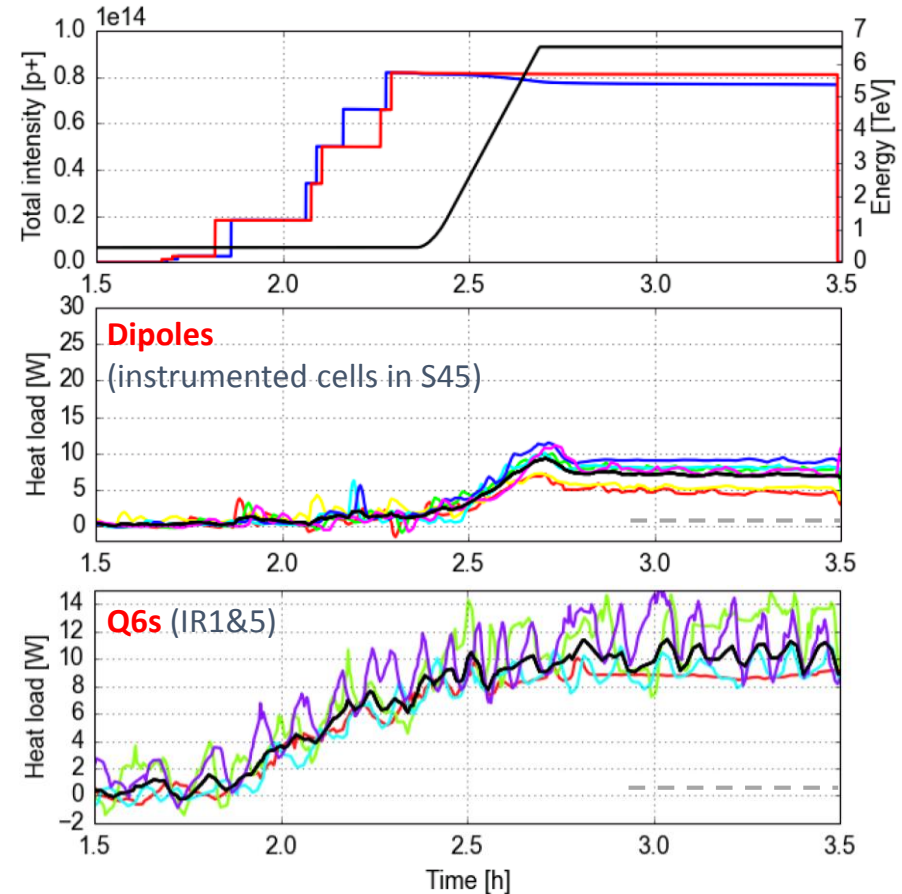 1e14
1.0
0.8
0.6
0.4
0.2
0.0
Total intensity [p+]
7
6
5
4
3
2
1
0
Energy [TeV]
1.5 2.0 2.5 3.0 3.5
30
25
20
15
10
5
0
Heat load [W]
Dipoles
(instrumented cells in S45)
1.5 2.0 2.5 3.0 3.5
14
12
10
8
6
4
2
0
−2
Heat load [W]
Q6s (IR1&5)
1.5 2.0 2.5 3.0 3.5
Time [h]